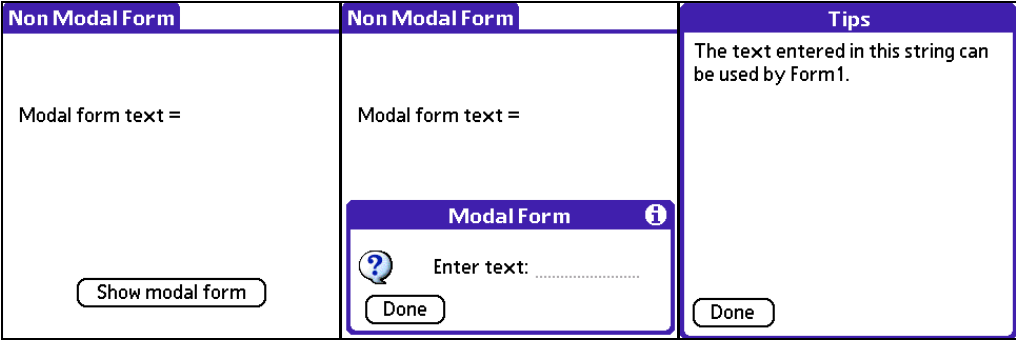 Non Modal Form
Modal form text =
Show modal form
Non Modal Form
Modal form text =
Modal Form
Enter text:
Done
Tips
The text entered in this string can
be used by Form1.
Done